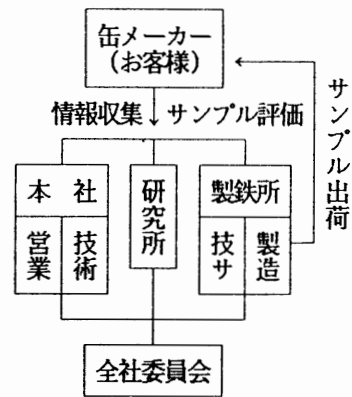 缶メーカー
(お客様)
情報収集
サンプル評価
サンプル出荷
本 社
営業
技術
研究所
製鉄所
技サ
製造
全社委員会